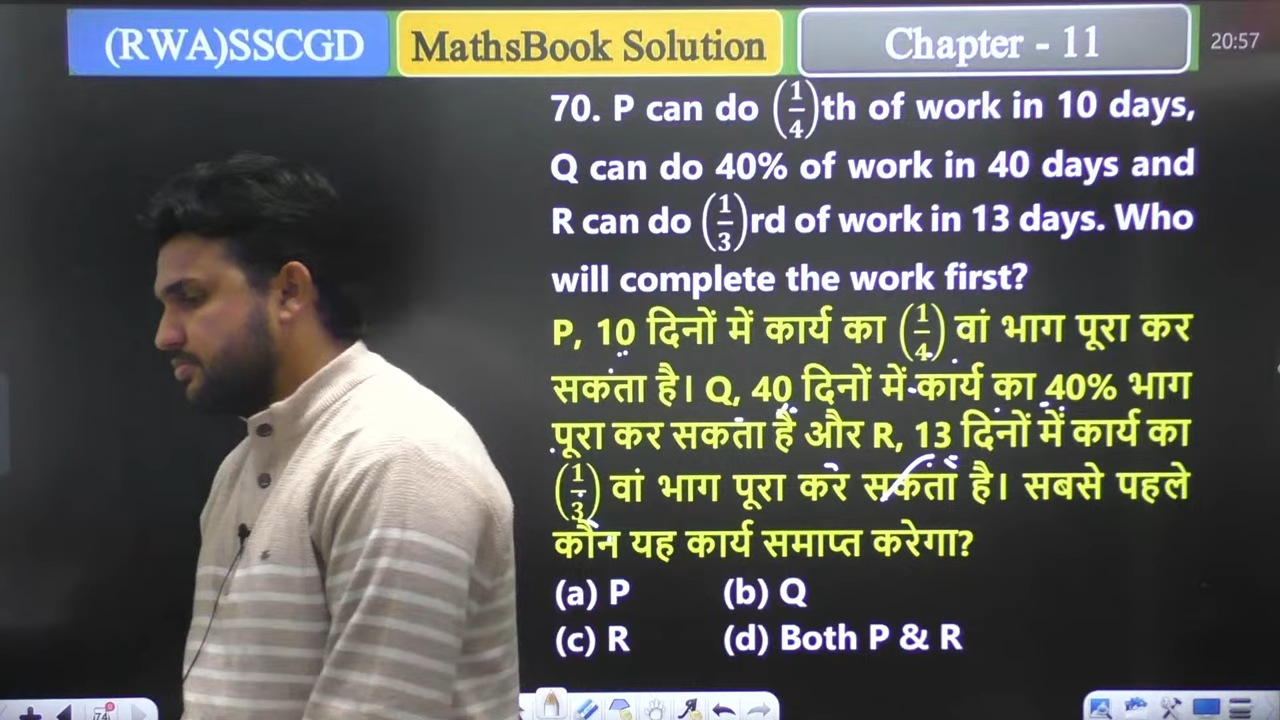 (RWA)SSCGD
MathsBook Solution
Chapter - 11
20:57
70. P can do (1/4)th of work in 10 days,
Q can do 40% of work in 40 days and
R can do (1/3)rd of work in 13 days. Who
will complete the work first?
P, 10 दिनों में कार्य का (1/4) वां भाग पूरा कर
सकता है। Q, 40 दिनों में कार्य का 40% भाग
पूरा कर सकता है और R, 13 दिनों में कार्य का
(1/3) वां भाग पूरा कर सकता है। सबसे पहले
कौन यह कार्य समाप्त करेगा?
(a) P (b) Q
(c) R (d) Both P & R
74